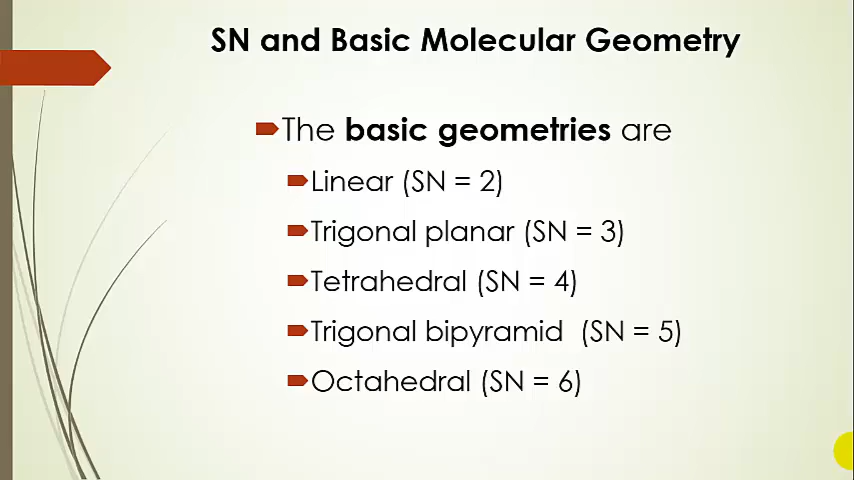 SN and Basic Molecular Geometry
The basic geometries are
Linear (SN = 2)
Trigonal planar (SN = 3)
Tetrahedral (SN = 4)
Trigonal bipyramid (SN = 5)
Octahedral (SN = 6)